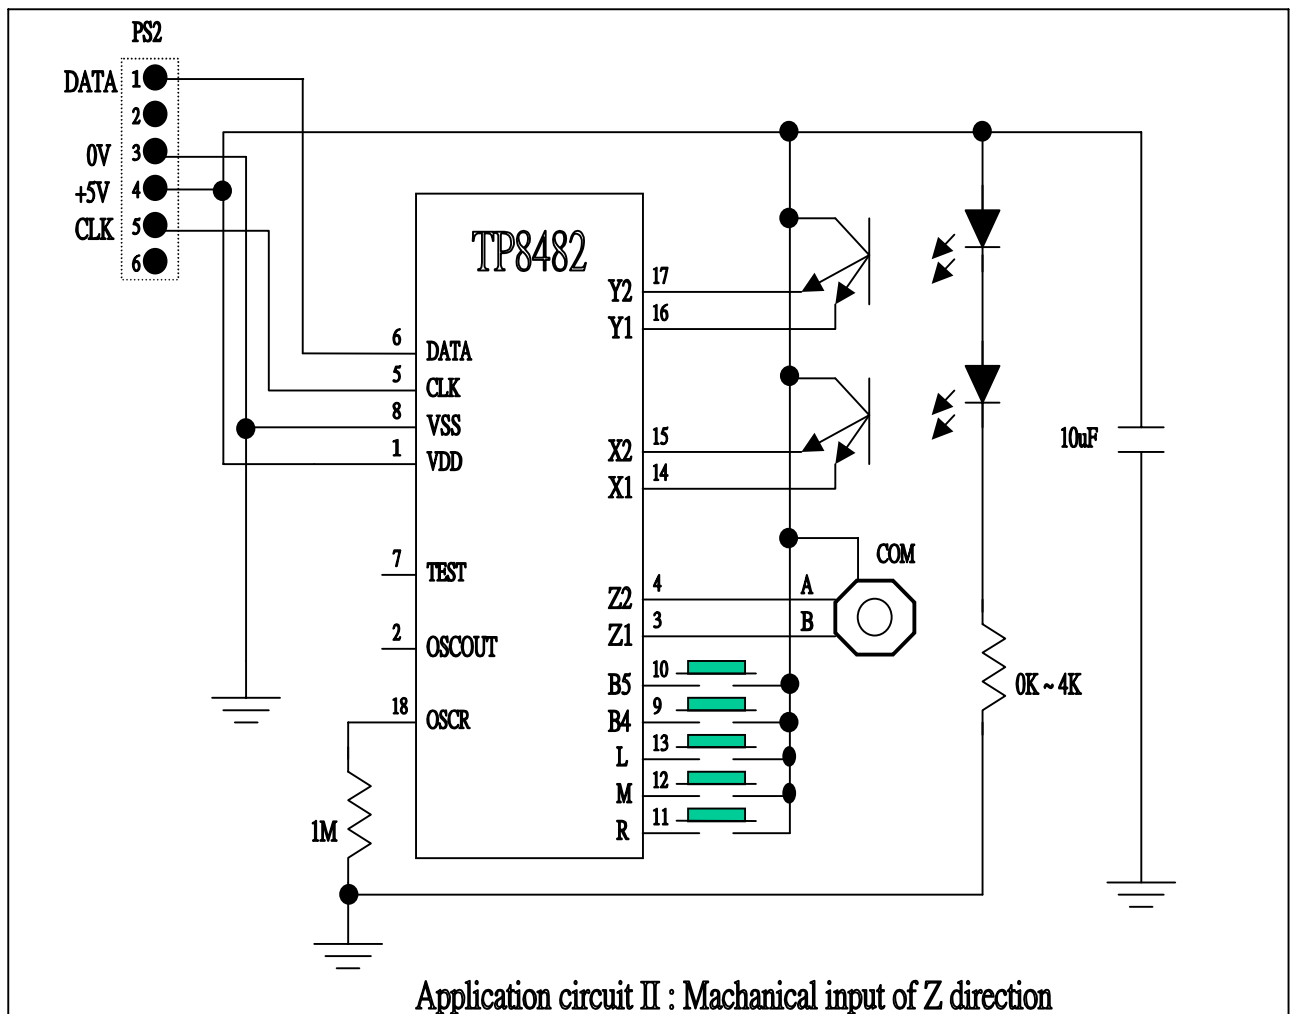 PS2
DATA 1
2
0V 3
+5V 4
CLK 5
6
TP8482
17
Y2
16
Y1
6
DATA
5
CLK
8
VSS
1
VDD
15
X2
14
X1
10uF
7
TEST
2
OSCOUT
18
OSCR
1M
COM
4
Z2
A
3
Z1
B
10
B5
9
B4
13
L
12
M
11
R
0K ~ 4K
Application circuit II : Machanical input of Z direction